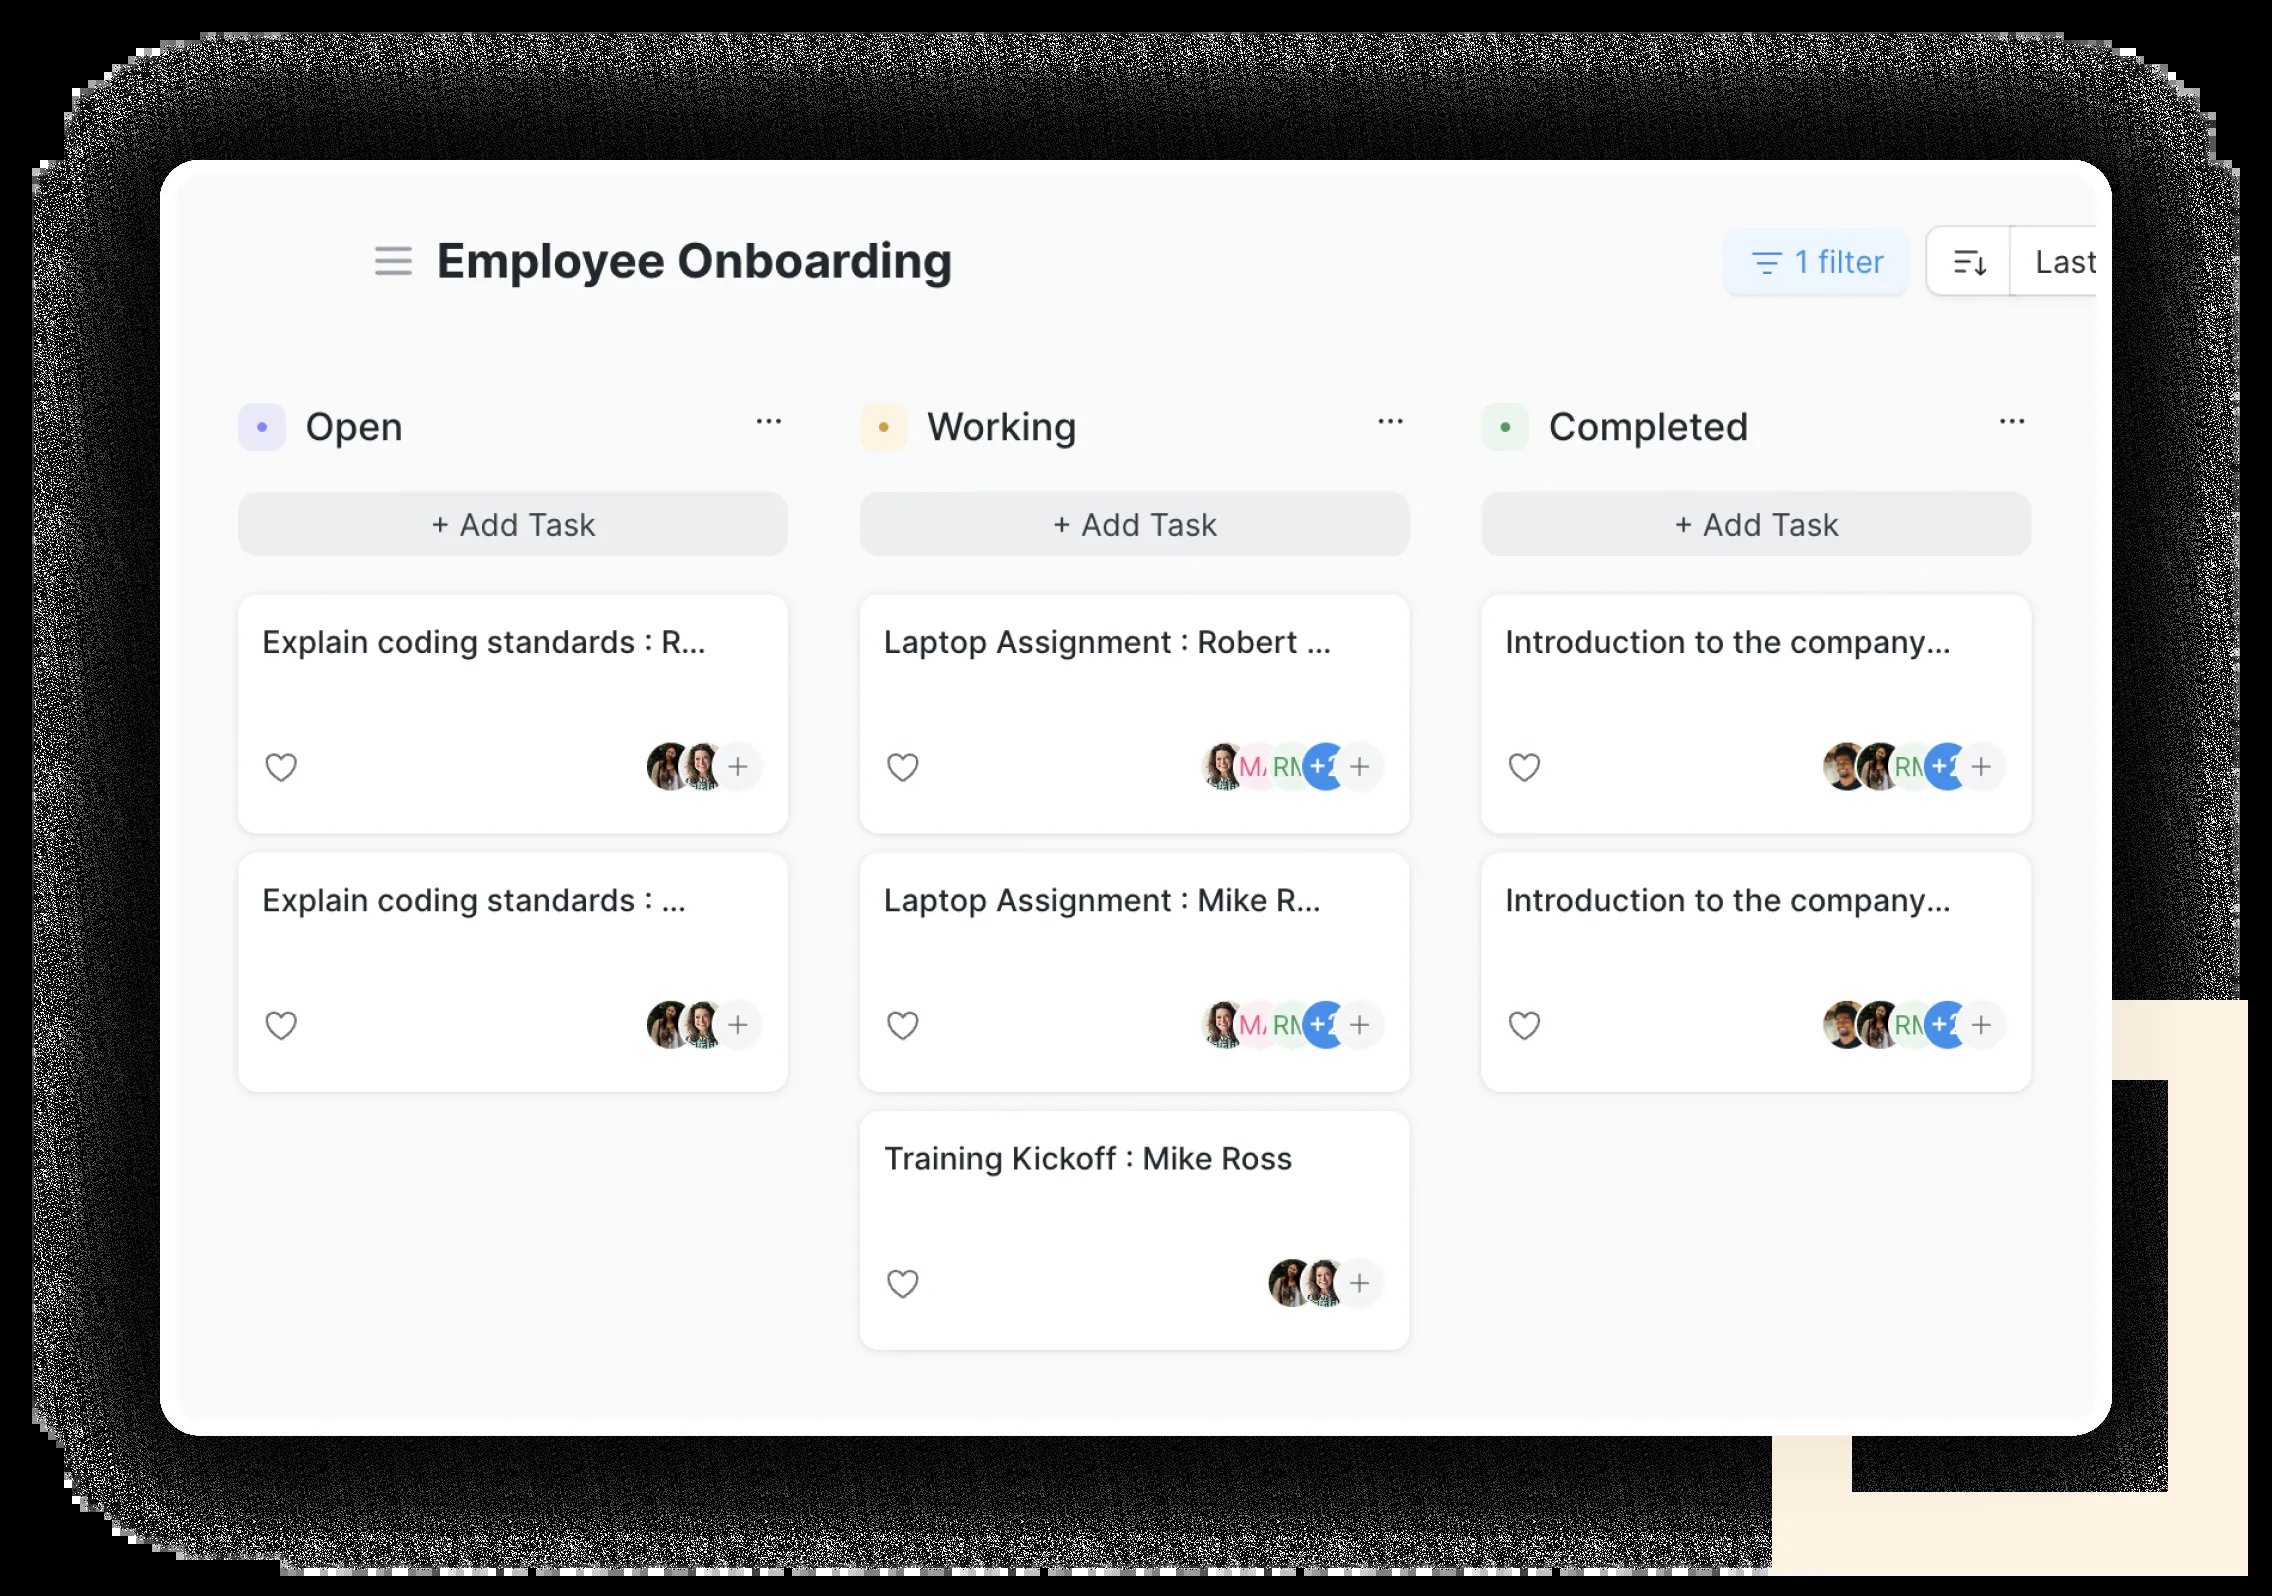 Employee Onboarding
1 filter
Last
Open
...
Working
...
Completed
...
+ Add Task
+ Add Task
+ Add Task
Explain coding standards : R...
Laptop Assignment : Robert ...
Introduction to the company...
+
RM +2 +
RM +2 +
Explain coding standards : ...
Laptop Assignment : Mike R...
Introduction to the company...
+
RM +2 +
RM +2 +
Training Kickoff : Mike Ross
+